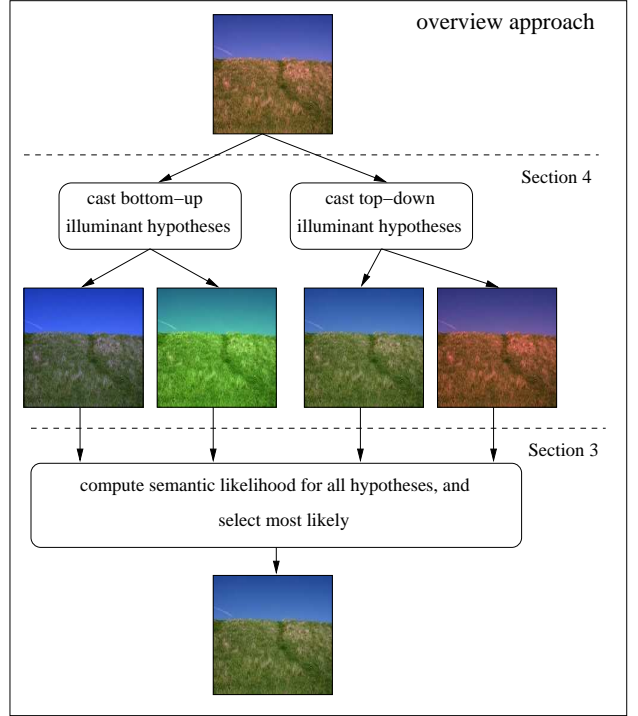 overview approach
Section 4
cast bottom−up
illuminant hypotheses
cast top−down
illuminant hypotheses
Section 3
compute semantic likelihood for all hypotheses, and
select most likely